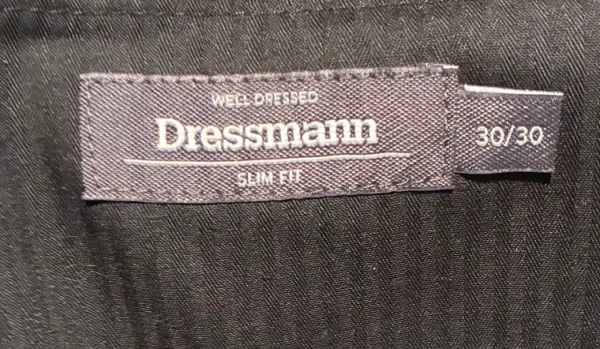 WELL DRESSED
Dressmann
SLIM FIT
30/30